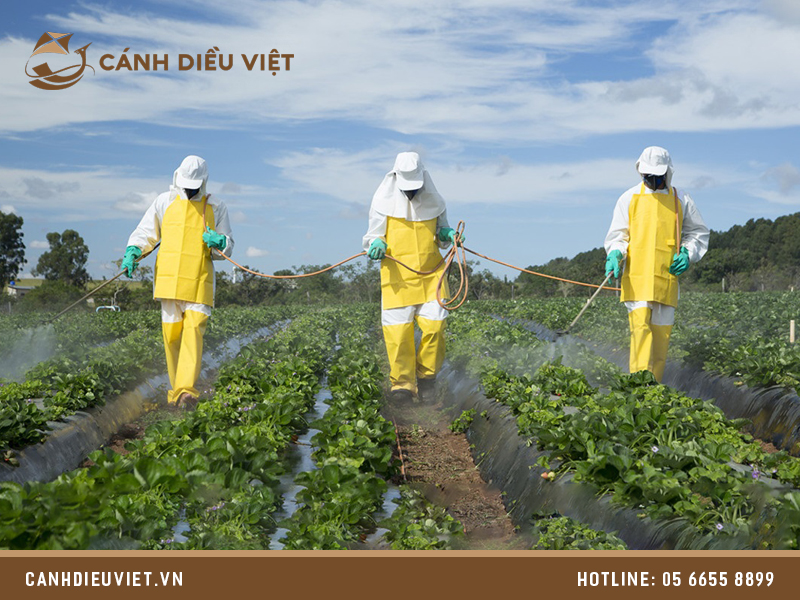 CÁNH DIỀU VIỆT
CANHDIEUVIET.VN
HOTLINE: 05 6655 8899